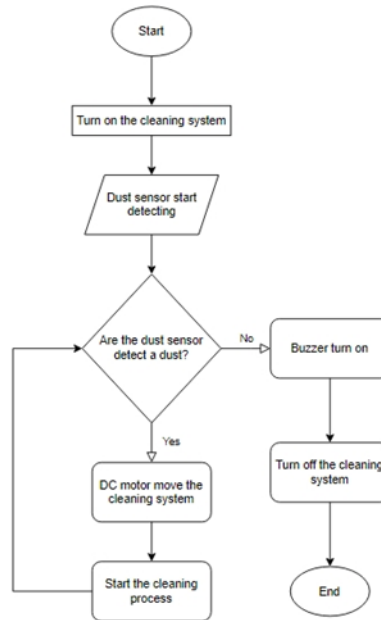 Start
Turn on the cleaning system
Dust sensor start
detecting
Are the dust sensor
detect a dust?
No
Buzzer turn on
Yes
DC motor move the
cleaning system
Turn off the cleaning
system
Start the cleaning
process
End